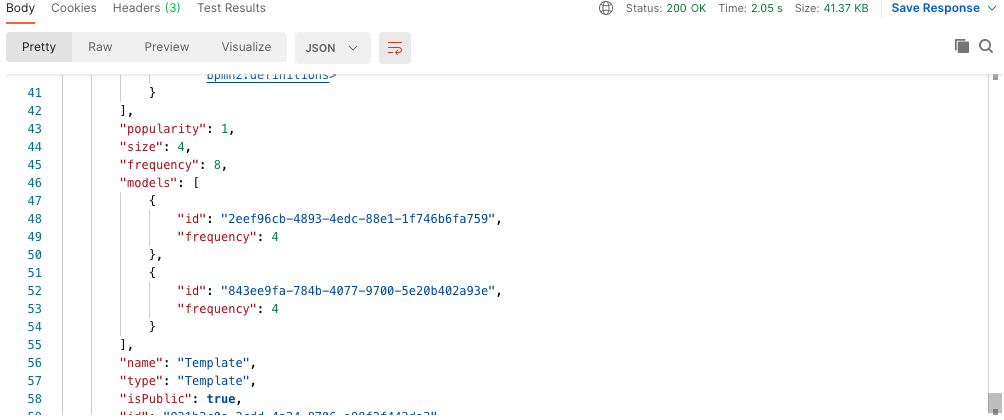 Body Cookies Headers (3) Test Results Status: 200 OK Time: 2.05 s Size: 41.37 KB Save Response
Pretty Raw Preview Visualize JSON
bpmn2:definitions>
41 }
42 ],
43 "popularity": 1,
44 "size": 4,
45 "frequency": 8,
46 "models": [
47 {
48 "id": "2eef96cb-4893-4edc-88e1-1f746b6fa759",
49 "frequency": 4
50 },
51 {
52 "id": "843ee9fa-784b-4077-9700-5e20b402a93e",
53 "frequency": 4
54 }
55 ],
56 "name": "Template",
57 "type": "Template",
58 "isPublic": true,
"id":